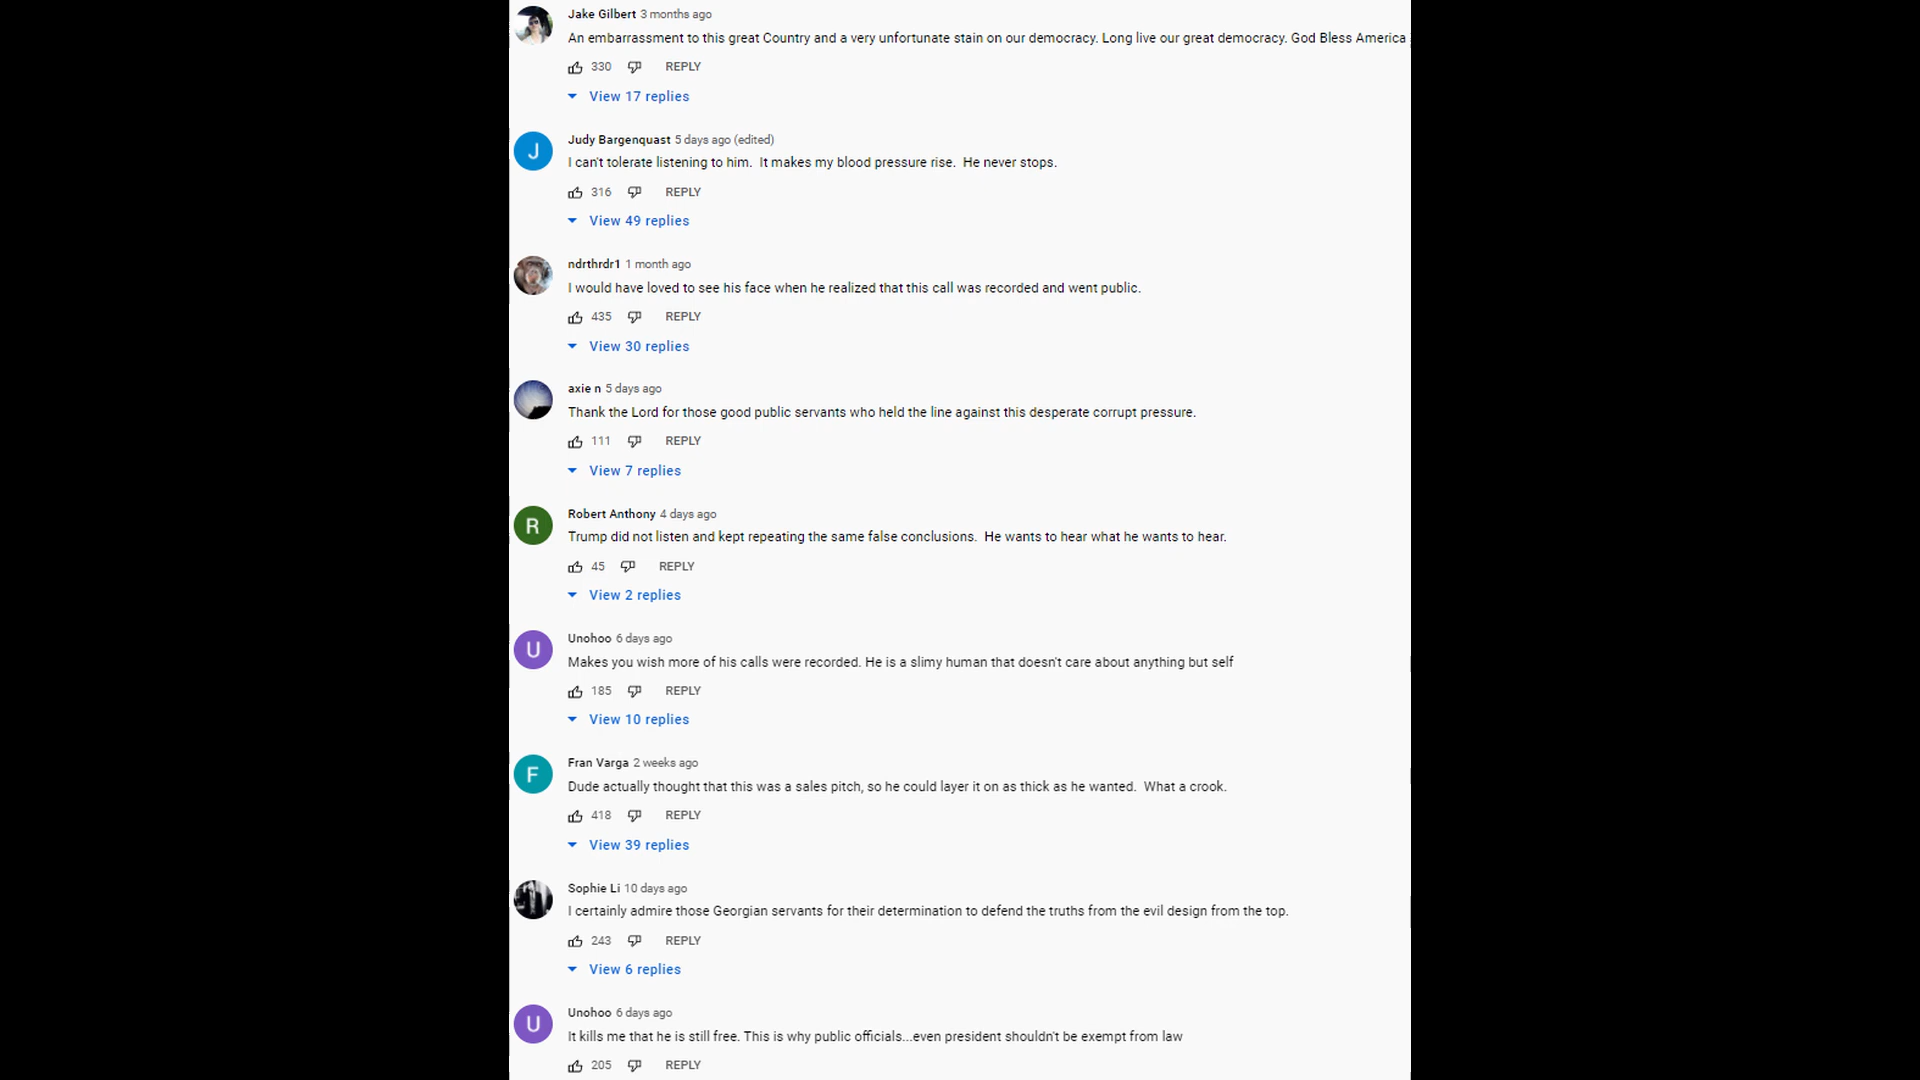 Jake Gilbert 3 months ago
An embarrassment to this great Country and a very unfortunate stain on our democracy. Long live our great democracy. God Bless America
330 REPLY
View 17 replies
J
Judy Bargenquast 5 days ago (edited)
I can't tolerate listening to him.  It makes my blood pressure rise.  He never stops.
316 REPLY
View 49 replies
ndrthrdr1 1 month ago
I would have loved to see his face when he realized that this call was recorded and went public.
435 REPLY
View 30 replies
axie n 5 days ago
Thank the Lord for those good public servants who held the line against this desperate corrupt pressure.
111 REPLY
View 7 replies
R
Robert Anthony 4 days ago
Trump did not listen and kept repeating the same false conclusions.  He wants to hear what he wants to hear.
45 REPLY
View 2 replies
U
Unohoo 6 days ago
Makes you wish more of his calls were recorded. He is a slimy human that doesn't care about anything but self
185 REPLY
View 10 replies
F
Fran Varga 2 weeks ago
Dude actually thought that this was a sales pitch, so he could layer it on as thick as he wanted.  What a crook.
418 REPLY
View 39 replies
Sophie Li 10 days ago
I certainly admire those Georgian servants for their determination to defend the truths from the evil design from the top.
243 REPLY
View 6 replies
U
Unohoo 6 days ago
It kills me that he is still free. This is why public officials...even president shouldn't be exempt from law
205 REPLY